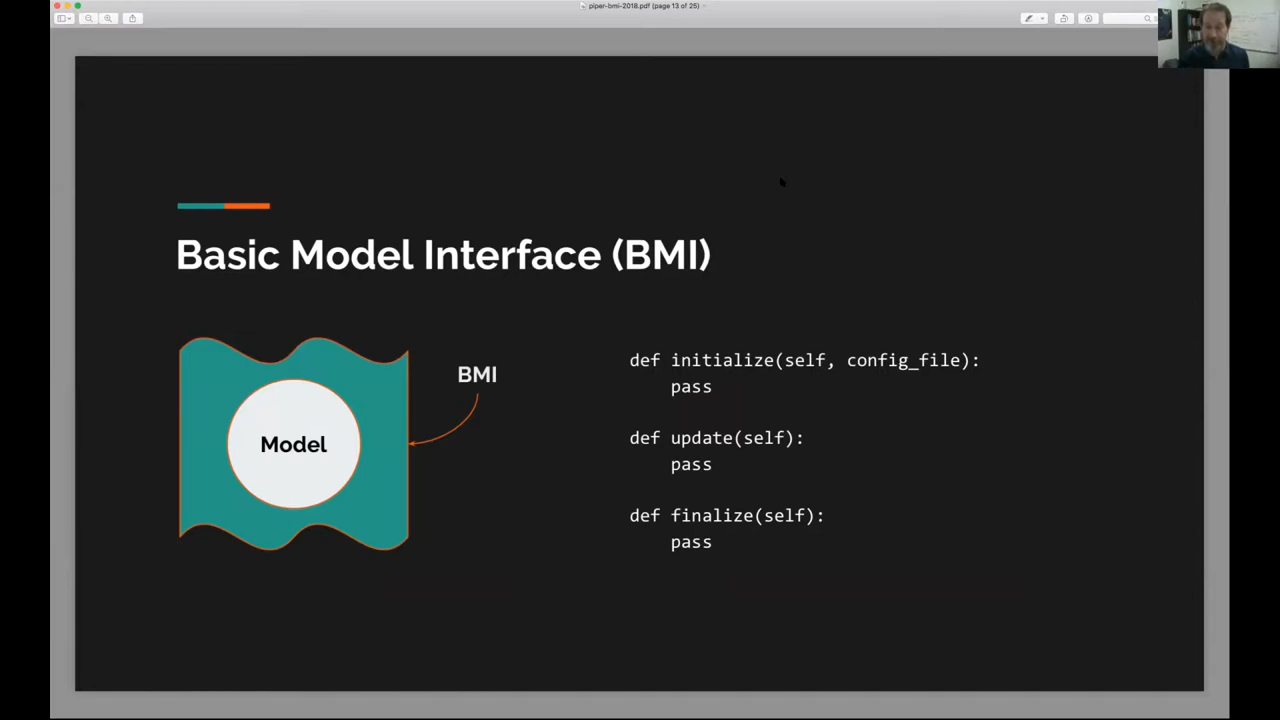 piper-bmi-2018.pdf (page 13 of 25)
Basic Model Interface (BMI)
BMI
Model
def initialize(self, config_file):
pass
def update(self):
pass
def finalize(self):
pass